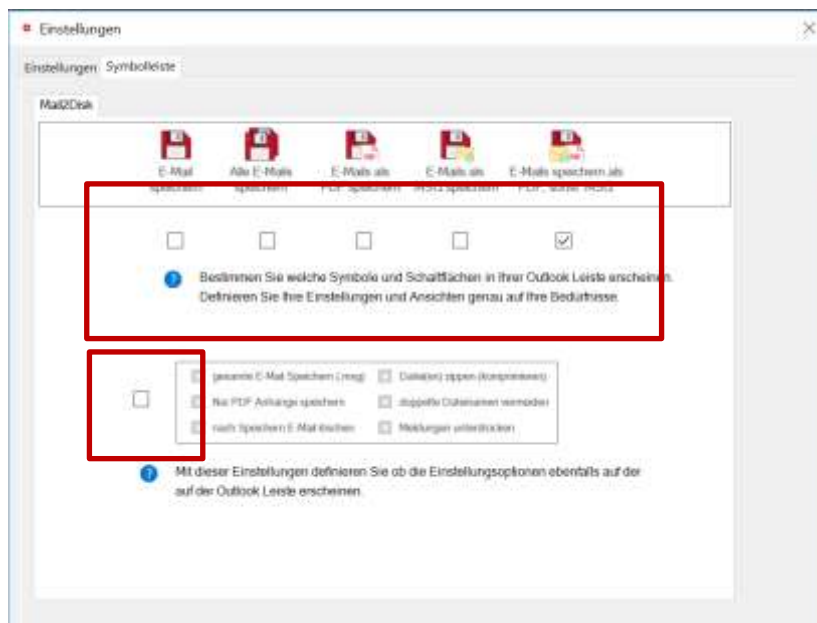 Einstellungen
Einstellungen Symbolleiste
Mail2Disk
E-Mail speichern
Alle E-Mails speichern
E-Mails als PDF speichern
E-Mails als MSG speichern
E-Mails speichern als PDF,
Bestimmen Sie welche Symbole und Schaltflächen in Ihrer Outlook Leiste erscheinen.
Definieren Sie Ihre Einstellungen und Ansichten genau auf Ihre Bedürfnisse.
gesamte E-Mail Speichern (.msg) Datei(en) zippen (komprimieren)
Nur PDF Anhänge speichern doppelte Dateinamen vermeiden
nach Speichern E-Mail löschen Meldungen unterdrücken
Mit dieser Einstellungen definieren Sie ob die Einstellungsoptionen ebenfalls auf der
auf der Outlook Leiste erscheinen.